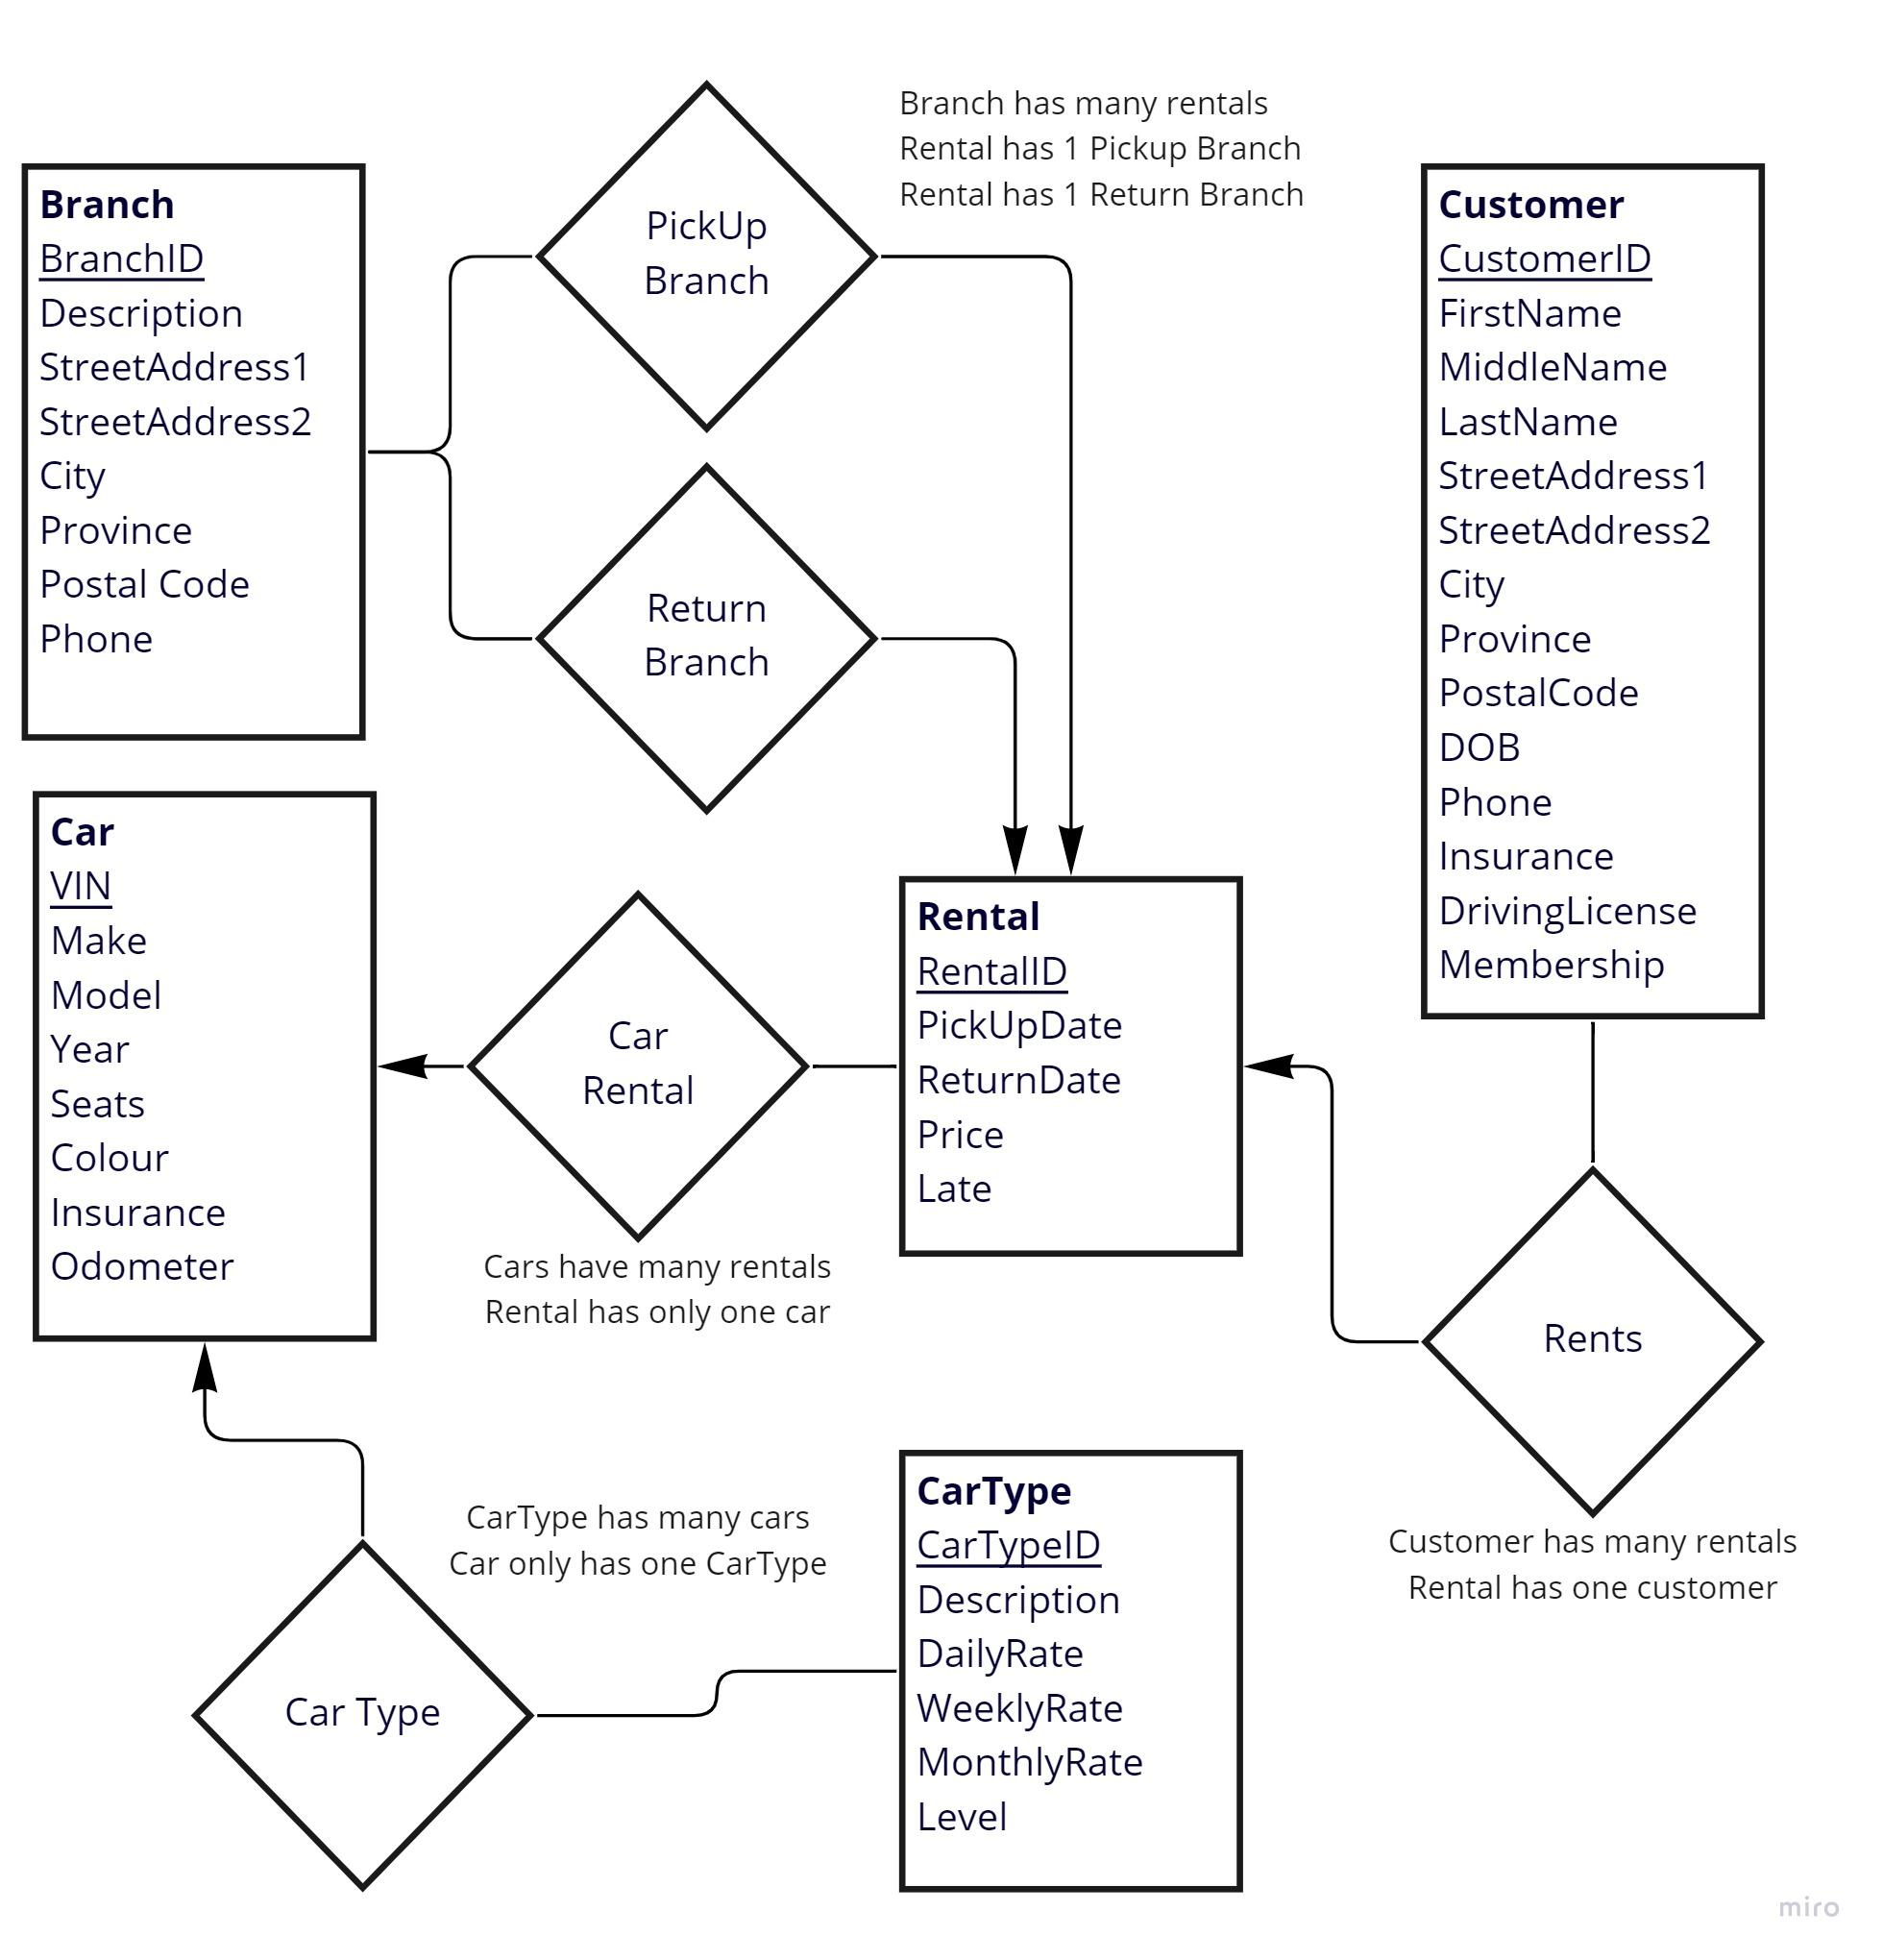 Branch has many rentals
Rental has 1 Pickup Branch
Rental has 1 Return Branch
Branch
BranchID
Description
StreetAddress1
StreetAddress2
City
Province
Postal Code
Phone
PickUp
Branch
Return
Branch
Customer
CustomerID
FirstName
MiddleName
LastName
StreetAddress1
StreetAddress2
City
Province
PostalCode
DOB
Phone
Insurance
DrivingLicense
Membership
Car
VIN
Make
Model
Year
Seats
Colour
Insurance
Odometer
Car
Rental
Cars have many rentals
Rental has only one car
Rental
RentalID
PickUpDate
ReturnDate
Price
Late
Rents
Customer has many rentals
Rental has one customer
CarType has many cars
Car only has one CarType
Car Type
CarType
CarTypeID
Description
DailyRate
WeeklyRate
MonthlyRate
Level
miro